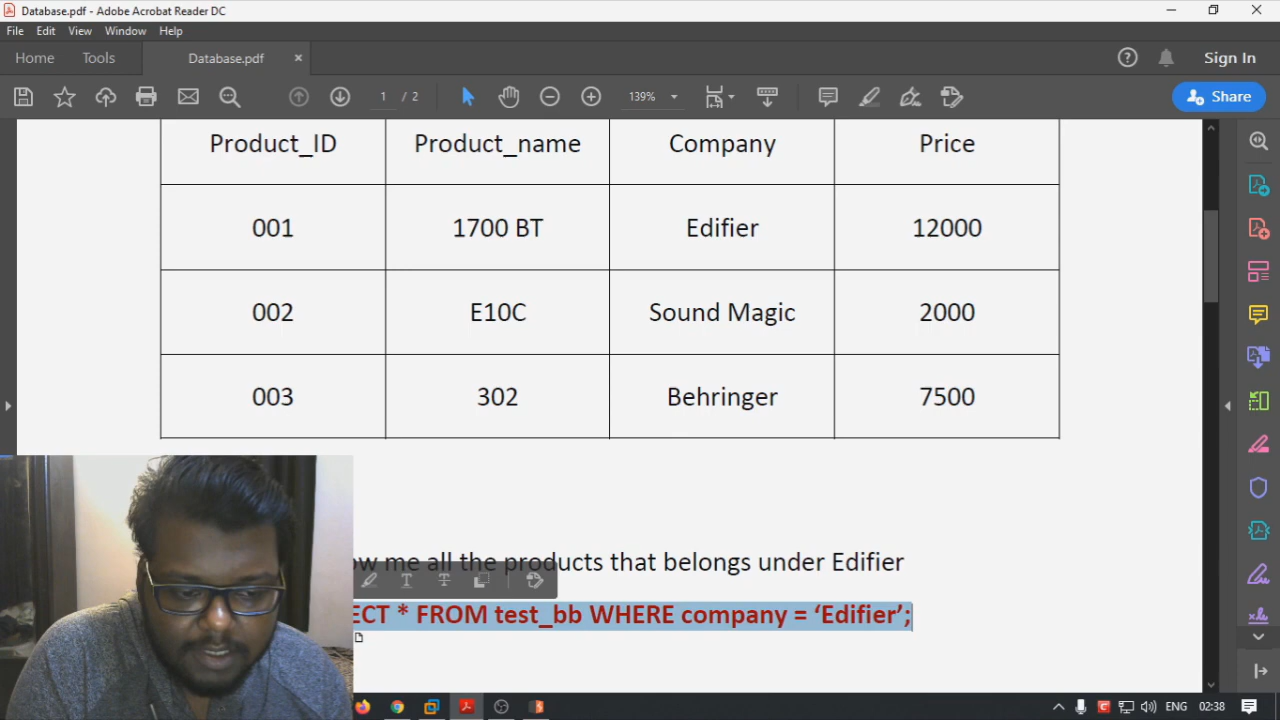 Database.pdf - Adobe Acrobat Reader DC
File Edit View Window Help
Home Tools Database.pdf × Sign In
1 / 2 139% Share
Product_ID Product_name Company Price
001 1700 BT Edifier 12000
002 E10C Sound Magic 2000
003 302 Behringer 7500
ow me all the products that belongs under Edifier
ECT * FROM test_bb WHERE company = ‘Edifier’;
ENG 02:38